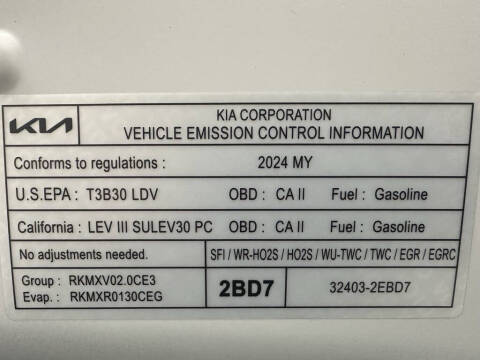 KIA KIA CORPORATION
VEHICLE EMISSION CONTROL INFORMATION
Conforms to regulations : 2024 MY
U.S.EPA : T3B30 LDV OBD : CA II Fuel : Gasoline
California : LEV III SULEV30 PC OBD : CA II Fuel : Gasoline
No adjustments needed. SFI / WR-HO2S / HO2S / WU-TWC / TWC / EGR / EGRC
Group : RKMXV02.0CE3
Evap. : RKMXR0130CEG
2BD7 32403-2EBD7